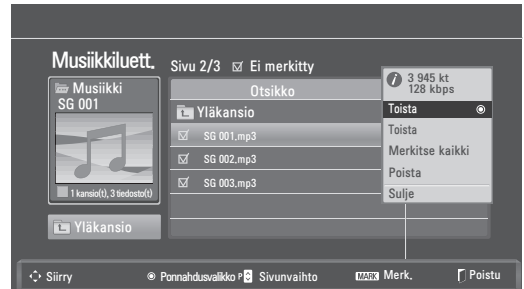 Musiikkiluett.
Sivu 2/3 ☑ Ei merkitty
Musiikki
SG 001
1 kansio(t), 3 tiedosto(t)
Yläkansio
Otsikko
Yläkansio
☑ SG 001.mp3
☑ SG 002.mp3
☑ SG 003.mp3
3 945 kt
128 kbps
Toista
Toista
Merkitse kaikki
Poista
Sulje
Siirry
Ponnahdusvalikko
P Sivunvaihto
MARK Merk.
Poistu